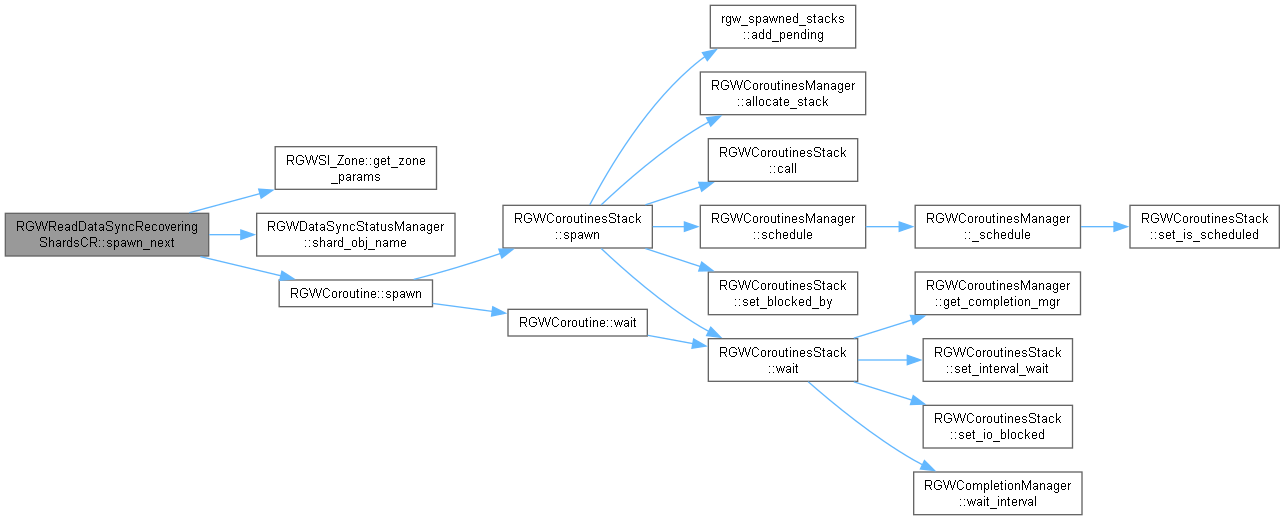 RGWReadDataSyncRecovering
ShardsCR::spawn_next
RGWSI_Zone::get_zone
_params
RGWDataSyncStatusManager
::shard_obj_name
RGWCoroutine::spawn
RGWCoroutinesStack
::spawn
RGWCoroutine::wait
rgw_spawned_stacks
::add_pending
RGWCoroutinesManager
::allocate_stack
RGWCoroutinesStack
::call
RGWCoroutinesManager
::schedule
RGWCoroutinesStack
::set_blocked_by
RGWCoroutinesStack
::wait
RGWCoroutinesManager
::_schedule
RGWCoroutinesStack
::set_is_scheduled
RGWCoroutinesManager
::get_completion_mgr
RGWCoroutinesStack
::set_interval_wait
RGWCoroutinesStack
::set_io_blocked
RGWCompletionManager
::wait_interval